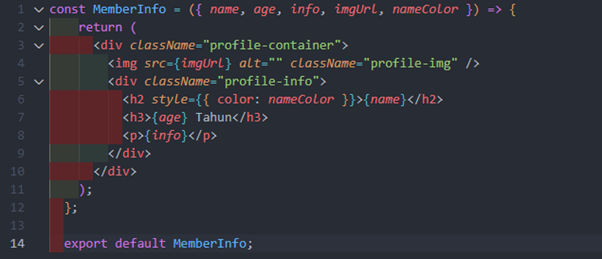 1 const MemberInfo = ({ name, age, info, imgUrl, nameColor }) => {
2 return (
3 <div className="profile-container">
4 <img src={imgUrl} alt="" className="profile-img" />
5 <div className="profile-info">
6 <h2 style={{ color: nameColor }}>{name}</h2>
7 <h3>{age} Tahun</h3>
8 <p>{info}</p>
9 </div>
10 </div>
11 );
12 };
13
14 export default MemberInfo;